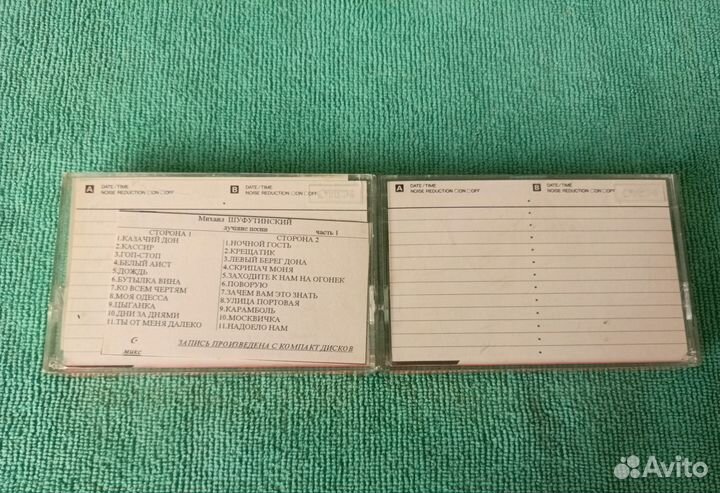 A DATE/TIME
NOISE REDUCTION □ON □OFF
B DATE/TIME
NOISE REDUCTION □ON □OFF
Михаил ШУФУТИНСКИЙ
лучшие песни часть 1
СТОРОНА 1
1.КАЗАЧИЙ ДОН
2.КАССИР
3.ГОП-СТОП
4.БЕЛЫЙ АИСТ
5.ДОЖДЬ
6.БУТЫЛКА ВИНА
7.КО ВСЕМ ЧЕРТЯМ
8.МОЯ ОДЕССА
9.ЦЫГАНКА
10.ДНИ ЗА ДНЯМИ
11.ТЫ ОТ МЕНЯ ДАЛЕКО
СТОРОНА 2
1.НОЧНОЙ ГОСТЬ
2.КРЕЩАТИК
3.ЛЕВЫЙ БЕРЕГ ДОНА
4.СКРИПАЧ МОНЯ
5.ЗАХОДИТЕ К НАМ НА ОГОНЕК
6.ПОВОРУЮ
7.ЗАЧЕМ ВАМ ЭТО ЗНАТЬ
8.УЛИЦА ПОРТОВАЯ
9.КАРАМБОЛЬ
10.МОСКВИЧКА
11.НАДОЕЛО НАМ
С-
микс
ЗАПИСЬ ПРОИЗВЕДЕНА С КОМПАКТ ДИСКОВ
A DATE/TIME
NOISE REDUCTION □ON □OFF
B DATE/TIME
NOISE REDUCTION □ON □OFF
Avito